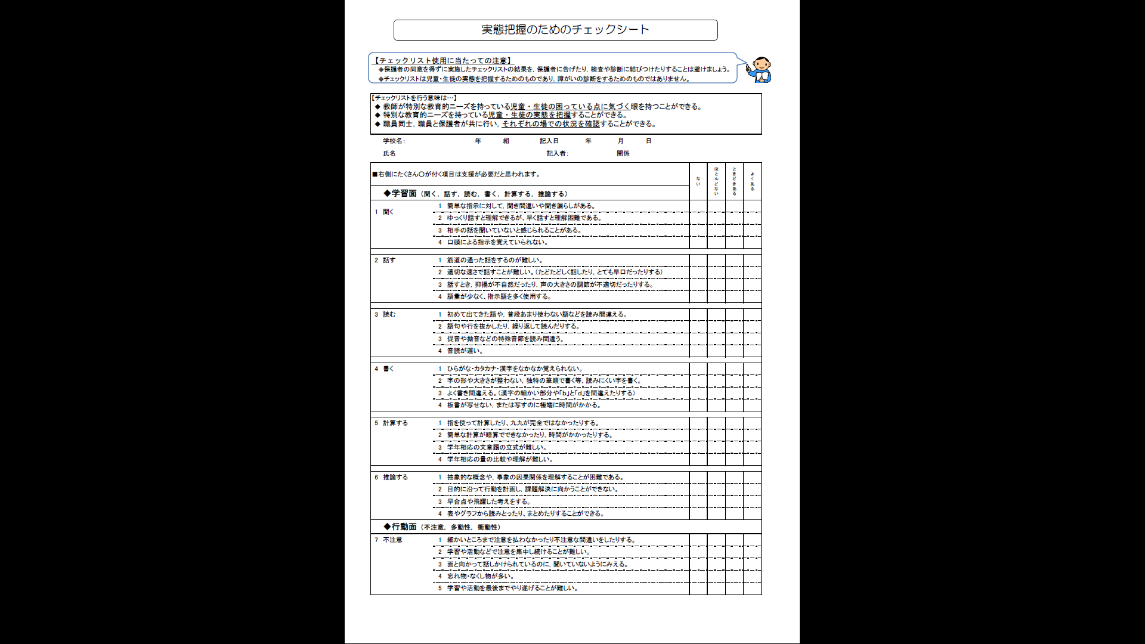 実態把握のためのチェックシート
【チェックリスト使用に当たっての注意】
※保護者の同意を得ずに実施したチェックリストの結果を、保護者に告げたり、検査や診断に結びつけたりすることは避けましょう。
※チェックリストは児童・生徒の実態を把握するためのものであり、障がいの診断をするためのものではありません。
【チェックリストを行う意味は…】
◆ 教師が特別な教育的ニーズを持っている児童・生徒の困っている点に気づく眼を持つことができる。
◆ 特別な教育的ニーズを持っている児童・生徒の実態を把握することができる。
◆ 職員同士、職員と保護者が共に行い、それぞれの場での状況を確認することができる。
学校名: 年 組 記入日 年 月 日
氏名 記入者: 関係
■右側にたくさん〇が付く項目は支援が必要だと思われます。 ない ほとんどない ときどきある よくある
◆学習面(聞く、話す、読む、書く、計算する、推論する)
1 聞く 1 簡単な指示に対して、聞き間違いや聞き漏らしがある。
2 ゆっくり話すと理解できるが、早く話すと理解困難である。
3 相手の話を聞いていないと感じられることがある。
4 口頭による指示を覚えていられない。
2 話す 1 筋道の通った話をするのが難しい。
2 適切な速さで話すことが難しい。(たどたどしく話したり、とても早口だったりする)
3 話すとき、抑揚が不自然だったり、声の大きさの調節が不適切だったりする。
4 語彙が少なく、指示語を多く使用する。
3 読む 1 初めて出てきた語や、普段あまり使わない語などを読み間違える。
2 語句や行を抜かしたり、繰り返して読んだりする。
3 促音や拗音などの特殊音節を読み間違う。
4 音読が遅い。
4 書く 1 ひらがな・カタカナ・漢字をなかなか覚えられない。
2 字の形や大きさが整わない、独特の筆順で書く等、読みにくい字を書く。
3 よく書き間違える。(漢字の細かい部分や「b」と「d」を間違えたりする)
4 板書が写せない、または写すのに極端に時間がかかる。
5 計算する 1 指を使って計算したり、九九が完全ではなかったりする。
2 簡単な計算が暗算でできなかったり、時間がかかったりする。
3 学年相応の文章題の立式が難しい。
4 学年相応の量の比較や理解が難しい。
6 推論する 1 抽象的な概念や、事象の因果関係を理解することが困難である。
2 目的に沿って行動を計画し、課題解決に向かうことができない。
3 早合点や飛躍した考えをする。
4 表やグラフから読みとったり、まとめたりすることができる。
◆行動面(不注意、多動性、衝動性)
7 不注意 1 細かいところまで注意を払わなかったり不注意な間違いをしたりする。
2 学習や活動などで注意を集中し続けることが難しい。
3 面と向かって話しかけられているのに、聞いていないようにみえる。
4 忘れ物・なくし物が多い。
5 学習や活動を最後までやり遂げることが難しい。